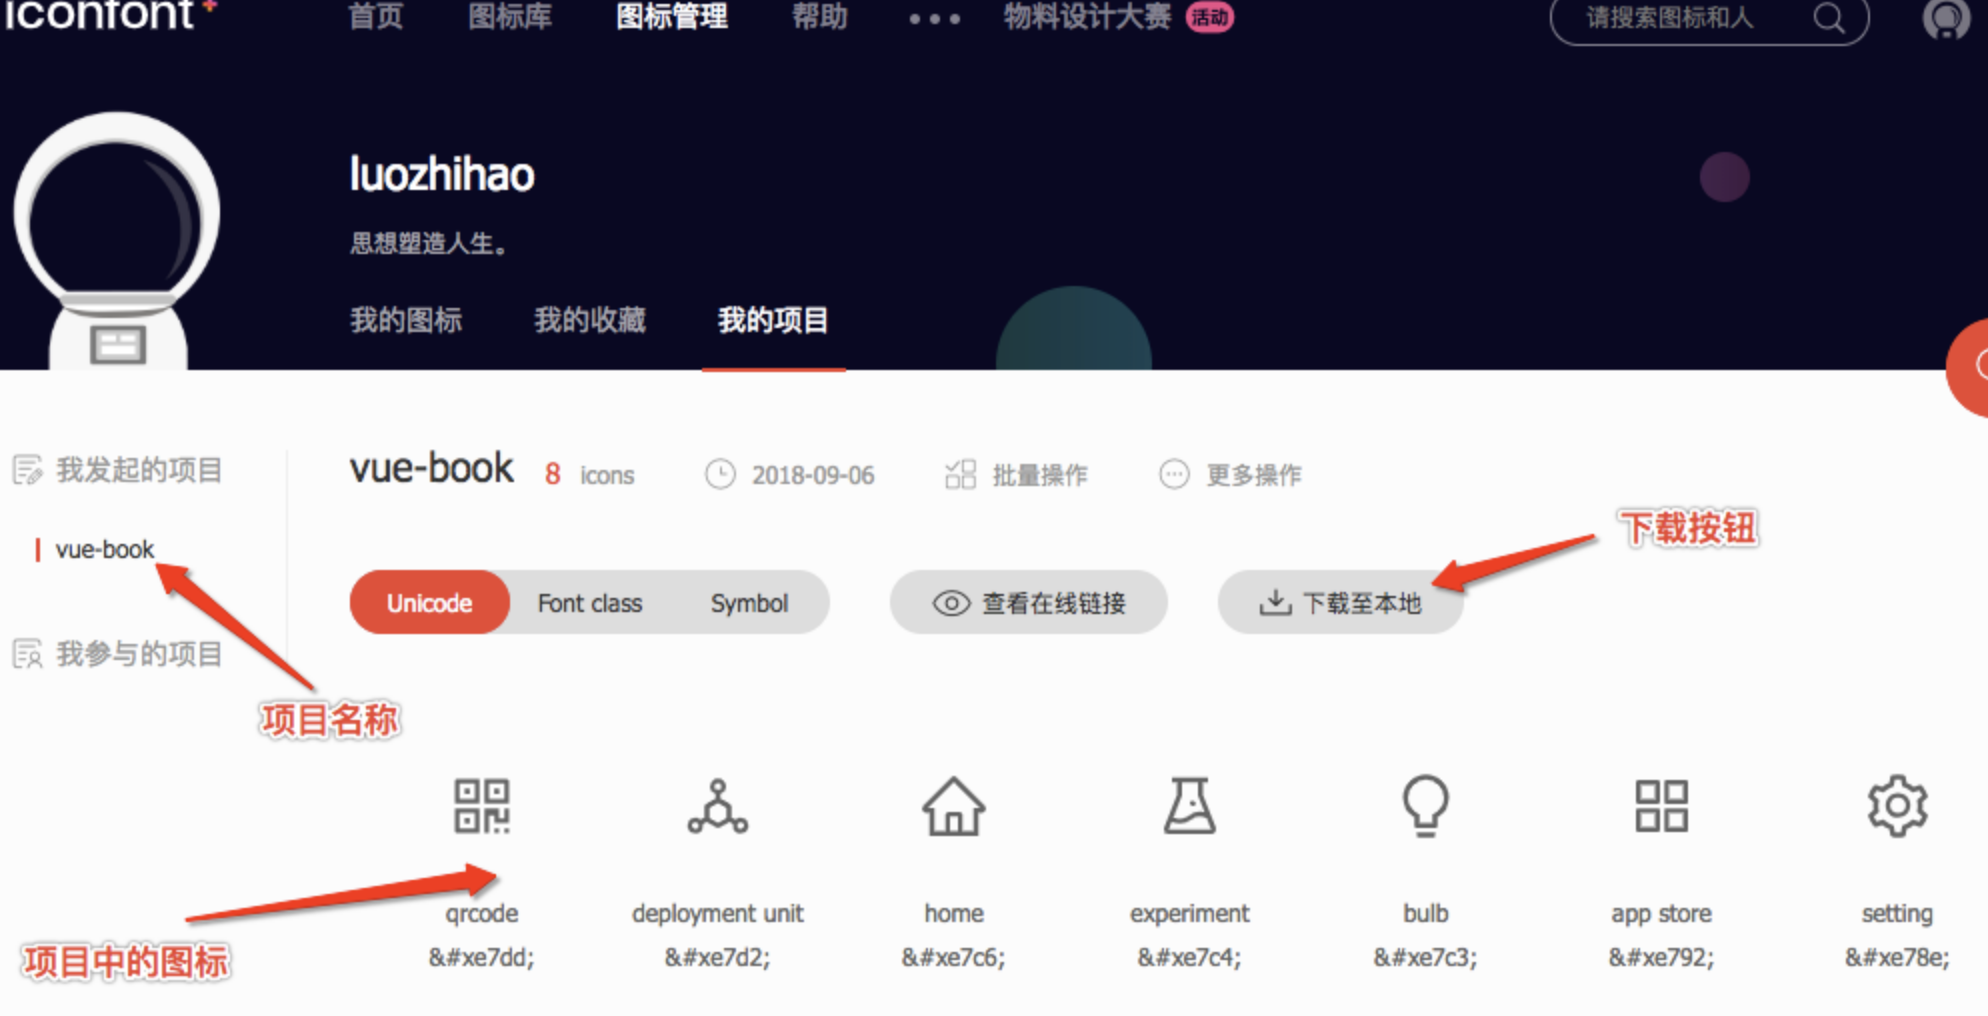 iconfont+ 首页 图标库 图标管理 帮助 ••• 物料设计大赛 活动 请搜索图标和人
luozhihao
思想塑造人生。
我的图标 我的收藏 我的项目
我发起的项目
vue-book
我参与的项目
项目名称
vue-book 8 icons 2018-09-06 批量操作 更多操作
下载按钮
Unicode Font class Symbol 查看在线链接 下载至本地
项目中的图标
qrcode deployment unit home experiment bulb app store setting
&#xe7dd; &#xe7d2; &#xe7c6; &#xe7c4; &#xe7c3; &#xe792; &#xe78e;